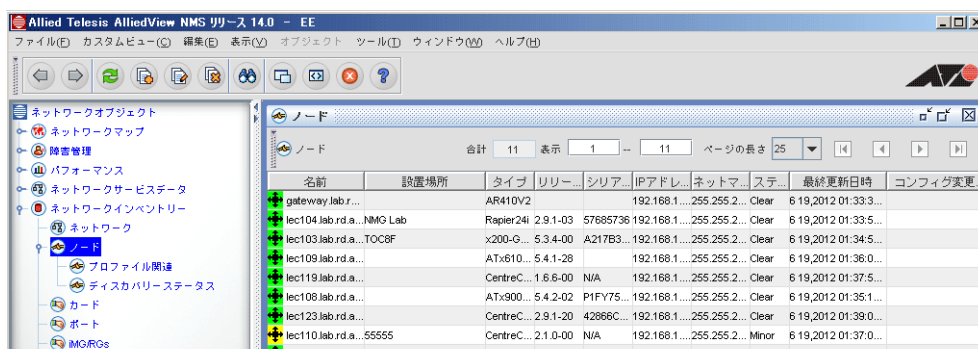 Allied Telesis AlliedView NMS リリース 14.0 - EE
ファイル(F) カスタムビュー(C) 編集(E) 表示(V) オブジェクト ツール(T) ウィンドウ(W) ヘルプ(H)
ネットワークオブジェクト
ネットワークマップ
障害管理
パフォーマンス
ネットワークサービスデータ
ネットワークインベントリー
ネットワーク
ノード
プロファイル関連
ディスカバリーステータス
カード
ポート
iMG/RGs
ノード
ノード 合計 11 表示 1 -- 11 ページの長さ 25
名前 設置場所 タイプ リリー... シリア... IPアドレ... ネットマ... ステ... 最終更新日時 コンフィグ変更
gateway.lab.r... AR410V2 192.168.1.... 255.255.2... Clear 6 19,2012 01:33:3...
lec104.lab.rd.a... NMG Lab Rapier24i 2.9.1-03 57685736 192.168.1.... 255.255.2... Clear 6 19,2012 01:33:5...
lec103.lab.rd.a... TOC8F x200-G... 5.3.4-00 A217B3... 192.168.1.... 255.255.2... Clear 6 19,2012 01:34:5...
lec109.lab.rd.a... ATx610... 5.4.1-28 192.168.1.... 255.255.2... Clear 6 19,2012 01:36:0...
lec119.lab.rd.a... CentreC... 1.6.6-00 N/A 192.168.1.... 255.255.2... Clear 6 19,2012 01:37:5...
lec108.lab.rd.a... ATx900... 5.4.2-02 P1FY75... 192.168.1.... 255.255.2... Clear 6 19,2012 01:35:1...
lec123.lab.rd.a... CentreC... 2.9.1-20 42866C... 192.168.1.... 255.255.2... Clear 6 19,2012 01:39:0...
lec110.lab.rd.a... 55555 CentreC... 2.1.0-00 N/A 192.168.1.... 255.255.2... Minor 6 19,2012 01:37:0...